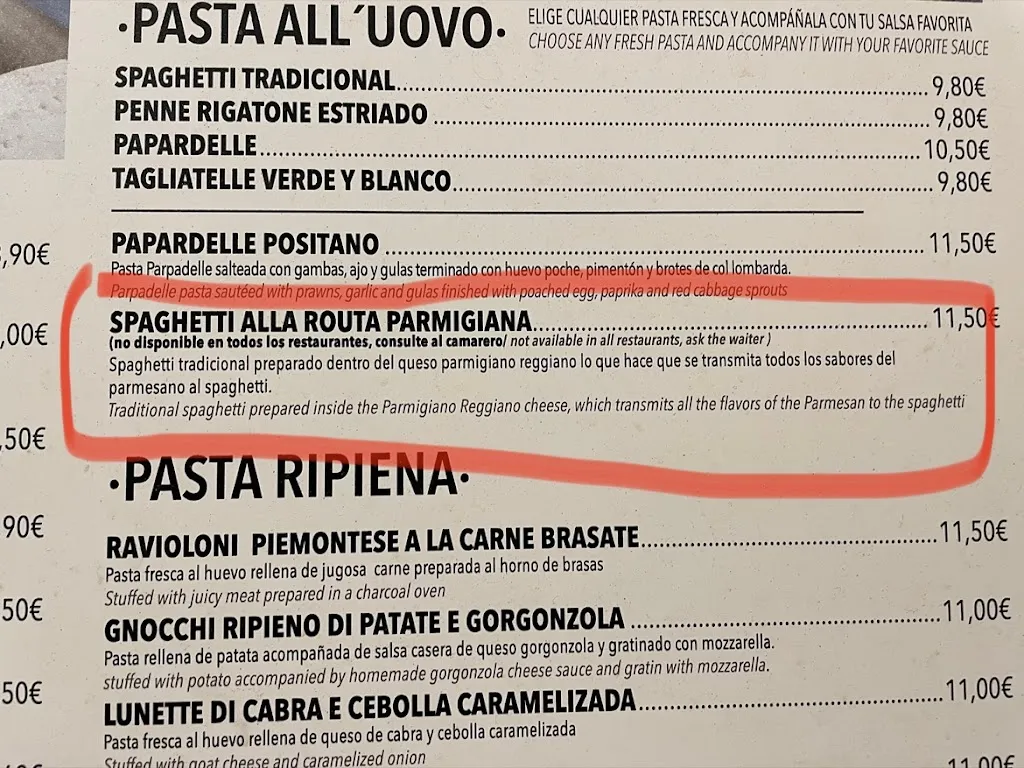 ·PASTA ALL´UOVO·
ELIGE CUALQUIER PASTA FRESCA Y ACOMPÁÑALA CON TU SALSA FAVORITA
CHOOSE ANY FRESH PASTA AND ACCOMPANY IT WITH YOUR FAVORITE SAUCE
SPAGHETTI TRADICIONAL 9,80€
PENNE RIGATONE ESTRIADO 9,80€
PAPARDELLE 10,50€
TAGLIATELLE VERDE Y BLANCO 9,80€
PAPARDELLE POSITANO 11,50€
Pasta Parpadelle salteada con gambas, ajo y gulas terminado con huevo poche, pimentón y brotes de col lombarda.
Parpadelle pasta sautéed with prawns, garlic and gulas finished with poached egg, paprika and red cabbage sprouts
SPAGHETTI ALLA ROUTA PARMIGIANA 11,50€
(no disponible en todos los restaurantes, consulte al camarero/ not available in all restaurants, ask the waiter )
Spaghetti tradicional preparado dentro del queso parmigiano reggiano lo que hace que se transmita todos los sabores del
parmesano al spaghetti.
Traditional spaghetti prepared inside the Parmigiano Reggiano cheese, which transmits all the flavors of the Parmesan to the spaghetti
·PASTA RIPIENA·
RAVIOLONI PIEMONTESE A LA CARNE BRASATE 11,50€
Pasta fresca al huevo rellena de jugosa carne preparada al horno de brasas
Stuffed with juicy meat prepared in a charcoal oven
GNOCCHI RIPIENO DI PATATE E GORGONZOLA 11,00€
Pasta rellena de patata acompañada de salsa casera de queso gorgonzola y gratinado con mozzarella.
stuffed with potato accompanied by homemade gorgonzola cheese sauce and gratin with mozzarella.
LUNETTE DI CABRA E CEBOLLA CARAMELIZADA 11,00€
Pasta fresca al huevo rellena de queso de cabra y cebolla caramelizada
Stuffed with goat cheese and caramelized onion
11,00€
,90€
,00€
,50€
90€
50€
50€